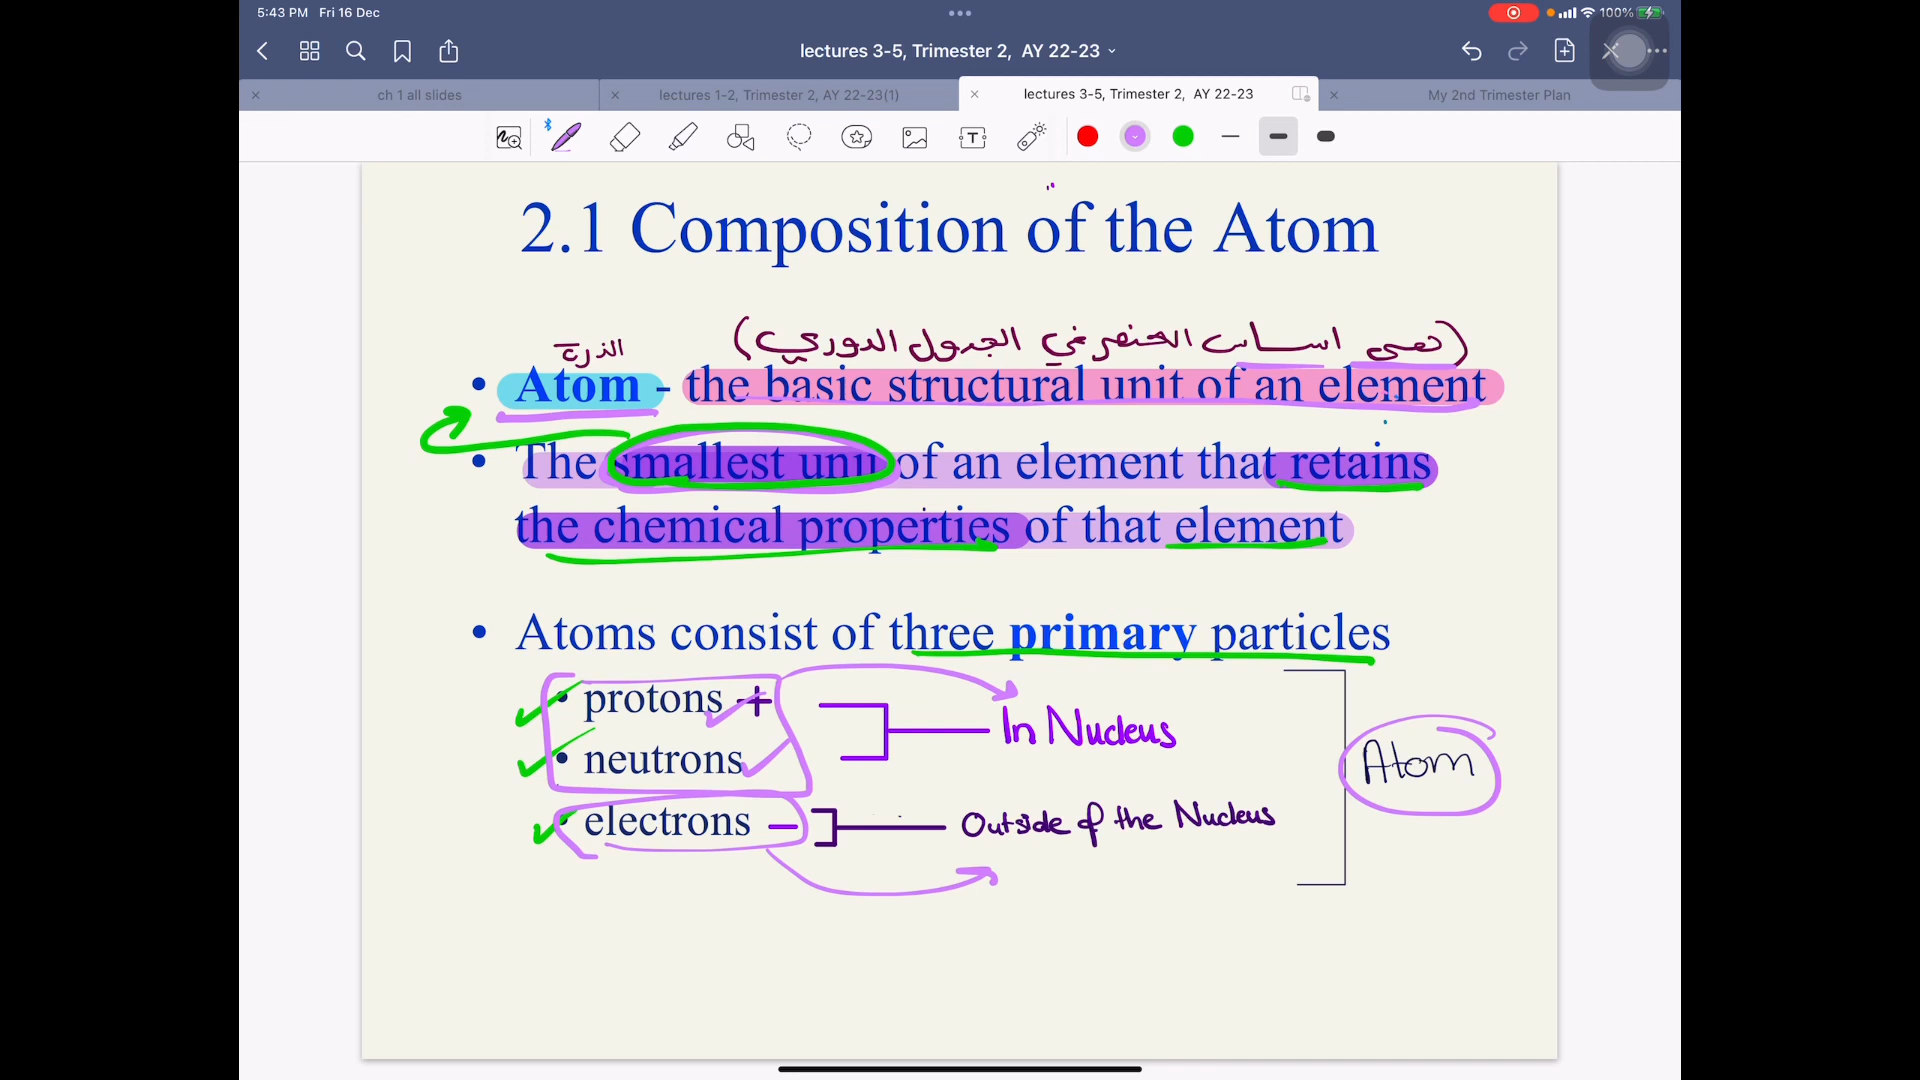 5:43 PM Fri 16 Dec
100%
lectures 3-5, Trimester 2, AY 22-23
ch 1 all slides
lectures 1-2, Trimester 2, AY 22-23(1)
lectures 3-5, Trimester 2, AY 22-23
My 2nd Trimester Plan
T
2.1 Composition of the Atom
الذرة
اساس العنصر في الجدول الدوري)
• Atom - the basic structural unit of an element
• The smallest unit of an element that retains
the chemical properties of that element
• Atoms consist of three primary particles
• protons +
In Nucleus
• neutrons
Atom
• electrons –
Outside of the Nucleus